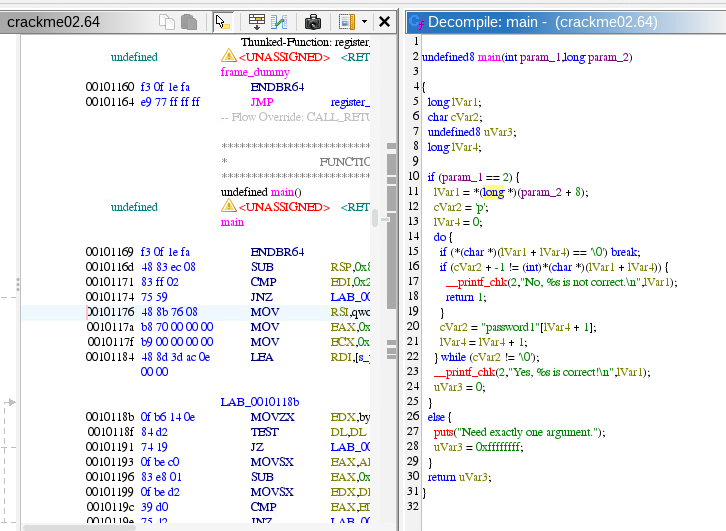 crackme02.64
Thunked-Function: register_
undefined <UNASSIGNED> <RET
frame_dummy
00101160 f3 0f 1e fa ENDBR64
00101164 e9 77 ff ff ff JMP register_
-- Flow Override: CALL_RETU
********************
* FUNCTIO
********************
undefined main()
undefined <UNASSIGNED> <RET
main
00101169 f3 0f 1e fa ENDBR64
0010116d 48 83 ec 08 SUB RSP,0x8
00101171 83 ff 02 CMP EDI,0x2
00101174 75 59 JNZ LAB_00
00101176 48 8b 76 08 MOV RSI,qwo
0010117a b8 70 00 00 00 MOV EAX,0x
0010117f b9 00 00 00 00 MOV ECX,0x
00101184 48 8d 3d ac 0e LEA RDI,[s_
00 00
LAB_0010118b
0010118b 0f b6 14 0e MOVZX EDX,by
0010118f 84 d2 TEST DL,DL
00101191 74 19 JZ LAB_00
00101193 0f be c0 MOVSX EAX,AL
00101196 83 e8 01 SUB EAX,0x
00101199 0f be d2 MOVSX EDX,DL
0010119c 39 d0 CMP EAX,ED
0010119e 75 d2 JNZ LAB_00
Decompile: main - (crackme02.64)
1
2 undefined8 main(int param_1,long param_2)
3
4 {
5 long lVar1;
6 char cVar2;
7 undefined8 uVar3;
8 long lVar4;
9
10 if (param_1 == 2) {
11 lVar1 = *(long *)(param_2 + 8);
12 cVar2 = 'p';
13 lVar4 = 0;
14 do {
15 if (*(char *)(lVar1 + lVar4) == '\0') break;
16 if (cVar2 + -1 != (int)*(char *)(lVar1 + lVar4)) {
17 __printf_chk(2,"No, %s is not correct.\n",lVar1);
18 return 1;
19 }
20 cVar2 = "password1"[lVar4 + 1];
21 lVar4 = lVar4 + 1;
22 } while (cVar2 != '\0');
23 __printf_chk(2,"Yes, %s is correct!\n",lVar1);
24 uVar3 = 0;
25 }
26 else {
27 puts("Need exactly one argument.");
28 uVar3 = 0xffffffff;
29 }
30 return uVar3;
31 }
32